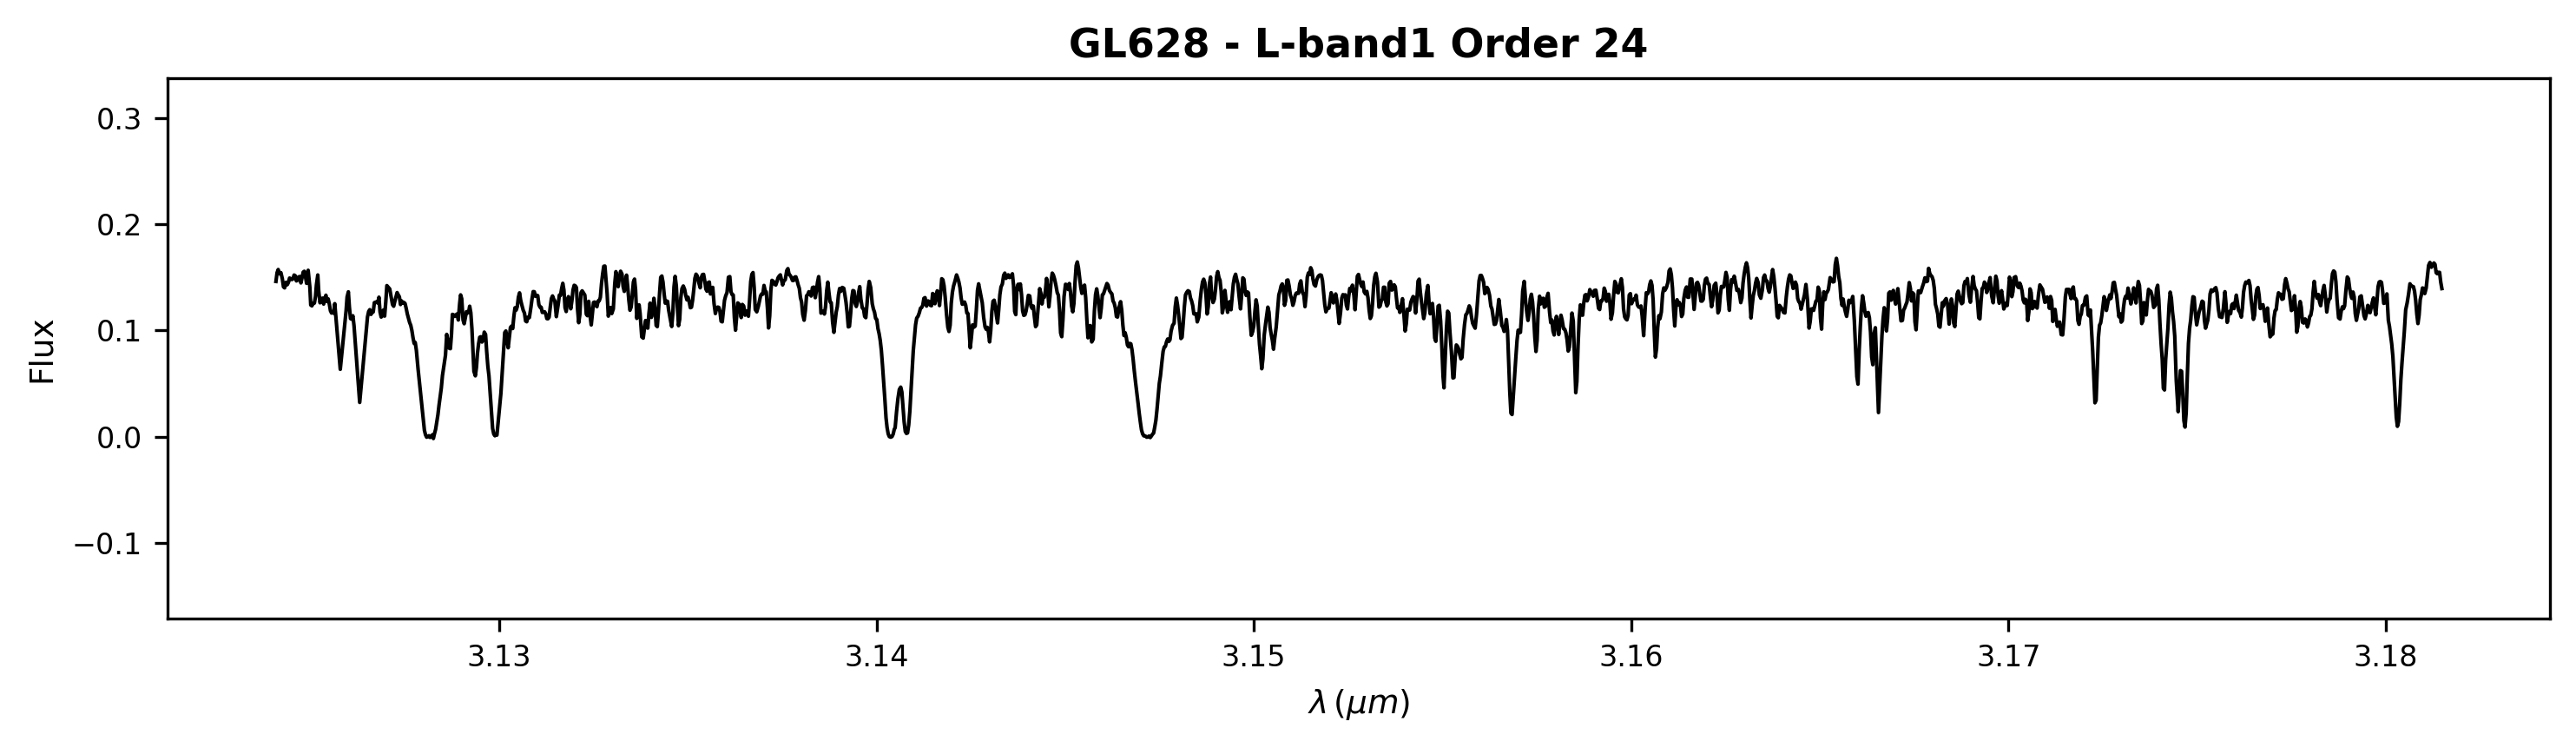 GL628 - L-band1 Order 24
Flux
0.3
0.2
0.1
0.0
−0.1
3.13 3.14 3.15 3.16 3.17 3.18
λ (μm)